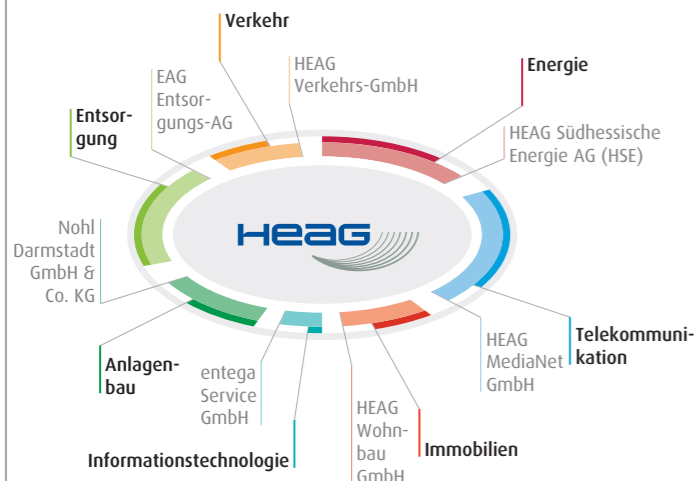 Verkehr
HEAG
Verkehrs-GmbH
Energie
HEAG Südhessische
Energie AG (HSE)
EAG
Entsor-
gungs-AG
Entsor-
gung
HEAG
Nohl
Darmstadt
GmbH &
Co. KG
Anlagen-
bau
entega
Service
GmbH
Informationstechnologie
HEAG
Wohn-
bau
GmbH
Immobilien
HEAG
MediaNet
GmbH
Telekommuni-
kation